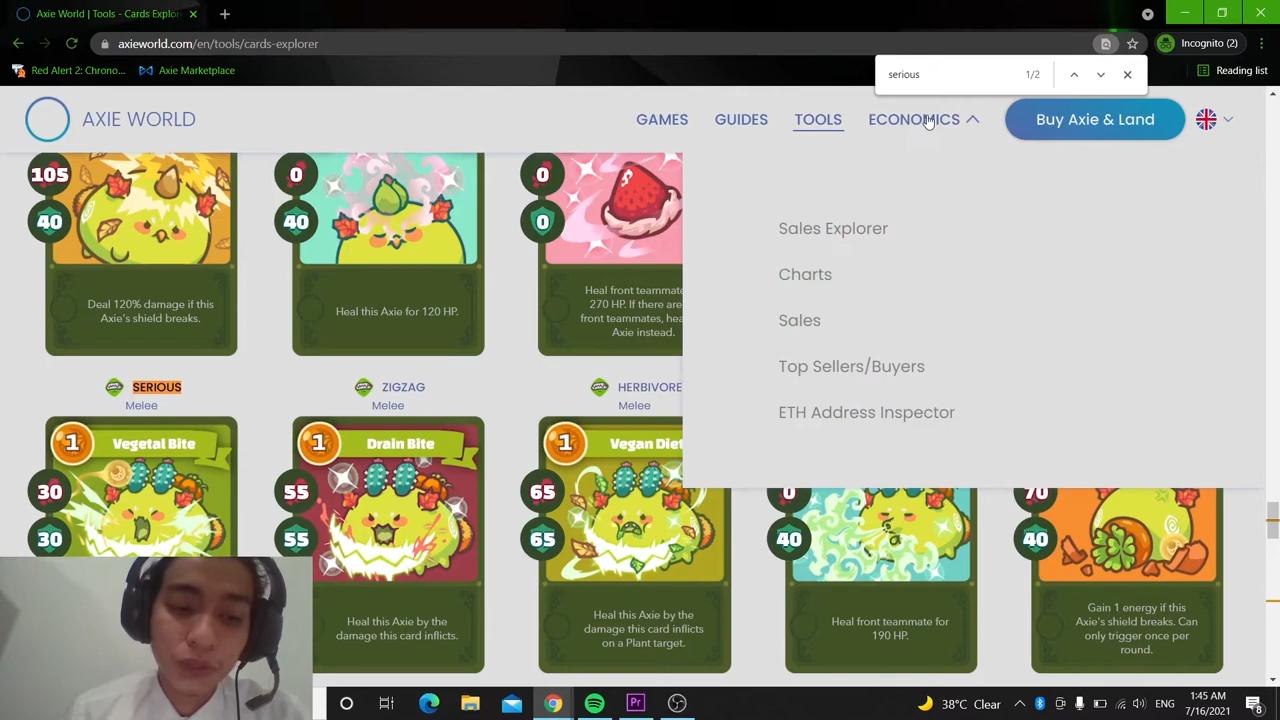 Axie World | Tools - Cards Explor
axieworld.com/en/tools/cards-explorer
Incognito (2)
Red Alert 2: Chrono...
Axie Marketplace
Reading list
serious
1/2
AXIE WORLD
GAMES
GUIDES
TOOLS
ECONOMICS
Buy Axie & Land
Sales Explorer
Charts
Sales
Top Sellers/Buyers
ETH Address Inspector
105
40
Deal 120% damage if this
Axie's shield breaks.
0
40
Heal this Axie for 120 HP.
0
0
Heal front teammate
270 HP. If there are
front teammates, hea
Axie instead.
SERIOUS
Melee
1
Vegetal Bite
30
30
ZIGZAG
Melee
1
Drain Bite
55
55
Heal this Axie by the
damage this card inflicts.
HERBIVORE
Melee
1
Vegan Diet
65
65
Heal this Axie by the
damage this card inflicts
on a Plant target.
0
40
Heal front teammate for
190 HP.
70
40
Gain 1 energy if this
Axie's shield breaks. Can
only trigger once per
round.
Pr
38°C Clear
ENG
1:45 AM
7/16/2021
8